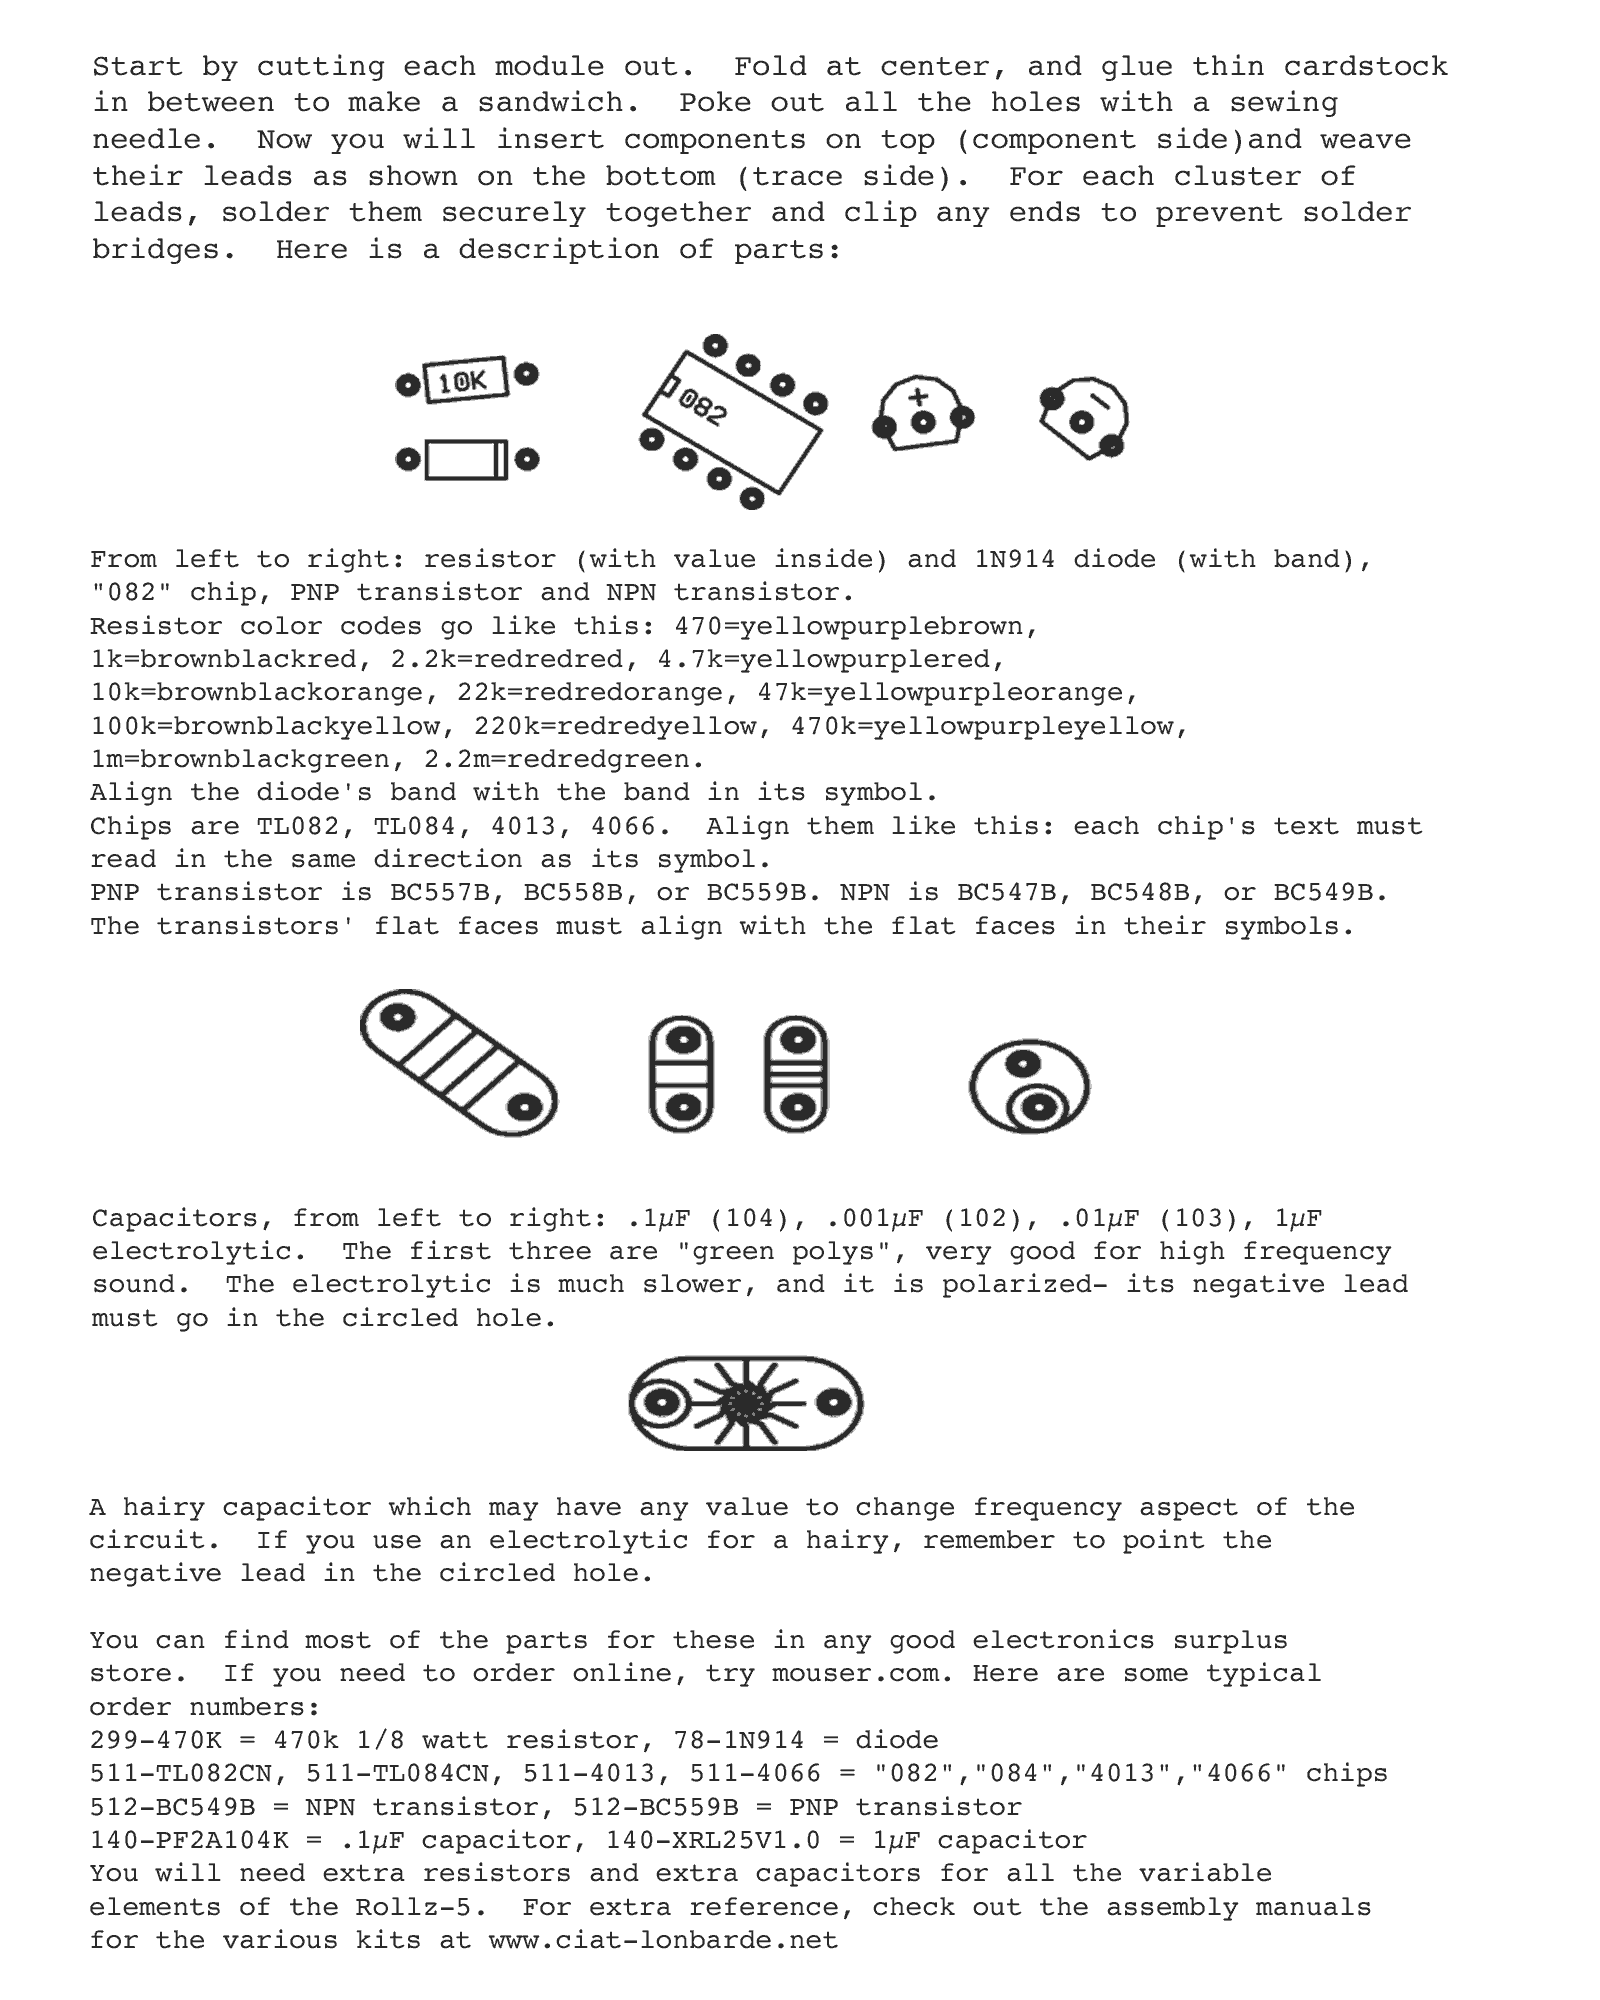 Start by cutting each module out.  Fold at center, and glue thin cardstock
in between to make a sandwich.  Poke out all the holes with a sewing
needle.  Now you will insert components on top (component side)and weave
their leads as shown on the bottom (trace side).  For each cluster of
leads, solder them securely together and clip any ends to prevent solder
bridges.  Here is a description of parts:
10K
082
+
−
From left to right: resistor (with value inside) and 1N914 diode (with band),
"082" chip, PNP transistor and NPN transistor.
Resistor color codes go like this: 470=yellowpurplebrown,
1k=brownblackred, 2.2k=redredred, 4.7k=yellowpurplered,
10k=brownblackorange, 22k=redredorange, 47k=yellowpurpleorange,
100k=brownblackyellow, 220k=redredyellow, 470k=yellowpurpleyellow,
1m=brownblackgreen, 2.2m=redredgreen.
Align the diode's band with the band in its symbol.
Chips are TL082, TL084, 4013, 4066.  Align them like this: each chip's text must
read in the same direction as its symbol.
PNP transistor is BC557B, BC558B, or BC559B. NPN is BC547B, BC548B, or BC549B.
The transistors' flat faces must align with the flat faces in their symbols.
Capacitors, from left to right: .1µF (104), .001µF (102), .01µF (103), 1µF
electrolytic.  The first three are "green polys", very good for high frequency
sound.  The electrolytic is much slower, and it is polarized- its negative lead
must go in the circled hole.
A hairy capacitor which may have any value to change frequency aspect of the
circuit.  If you use an electrolytic for a hairy, remember to point the
negative lead in the circled hole.
You can find most of the parts for these in any good electronics surplus
store.  If you need to order online, try mouser.com. Here are some typical
order numbers:
299-470K = 470k 1/8 watt resistor, 78-1N914 = diode
511-TL082CN, 511-TL084CN, 511-4013, 511-4066 = "082","084","4013","4066" chips
512-BC549B = NPN transistor, 512-BC559B = PNP transistor
140-PF2A104K = .1µF capacitor, 140-XRL25V1.0 = 1µF capacitor
You will need extra resistors and extra capacitors for all the variable
elements of the Rollz-5.  For extra reference, check out the assembly manuals
for the various kits at www.ciat-lonbarde.net